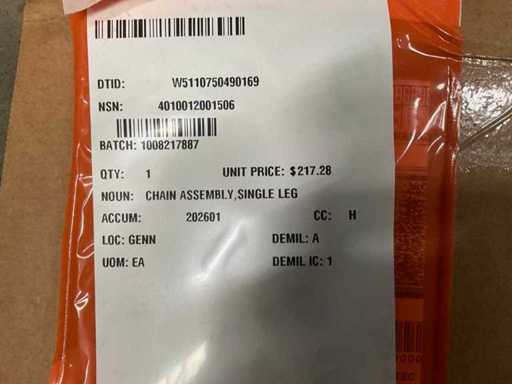 DTID: W5110750490169
NSN: 4010012001506
BATCH: 1008217887
QTY: 1 UNIT PRICE: $217.28
NOUN: CHAIN ASSEMBLY,SINGLE LEG
ACCUM: 202601 CC: H
LOC: GENN DEMIL: A
UOM: EA DEMIL IC: 1